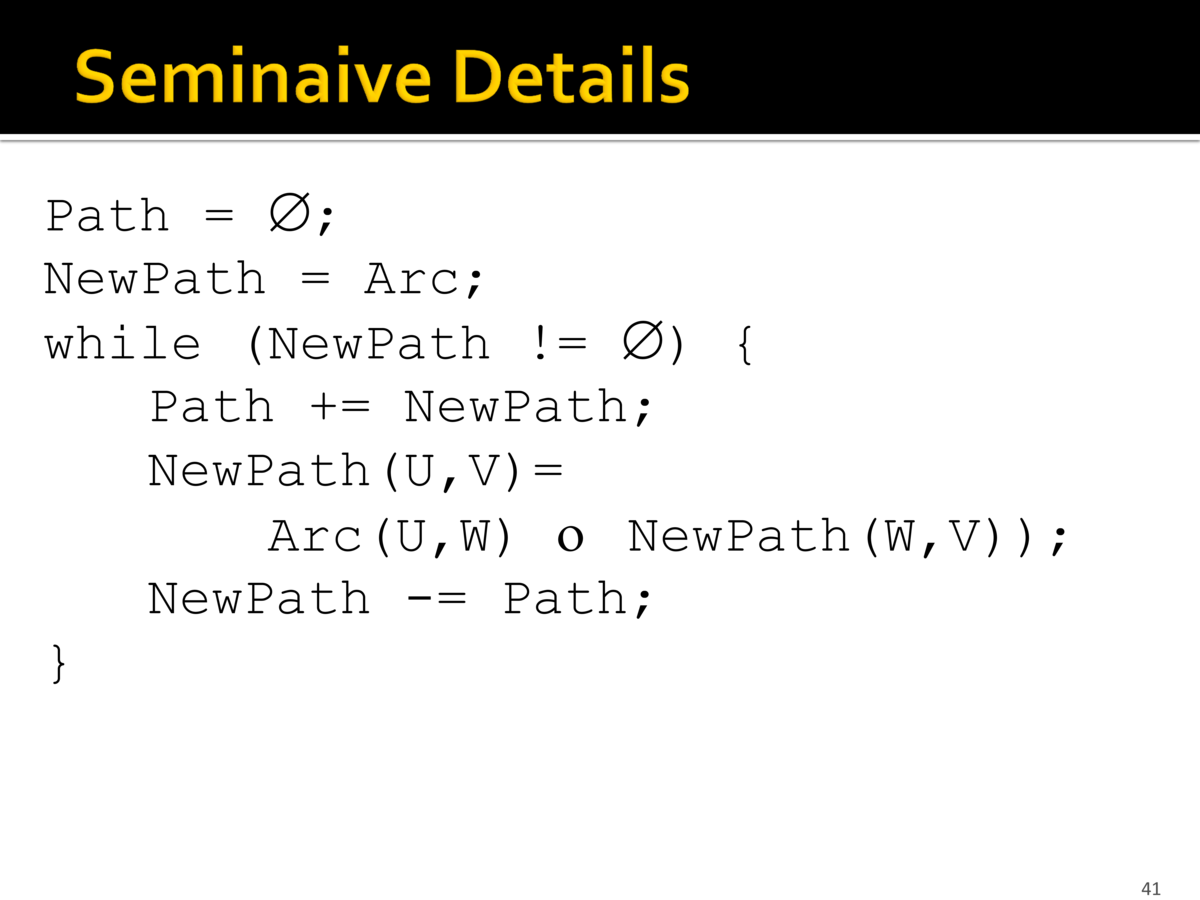 Seminaive Details
Path = ∅;
NewPath = Arc;
while (NewPath != ∅) {
Path += NewPath;
NewPath(U,V)=
Arc(U,W) o NewPath(W,V));
NewPath -= Path;
}
41